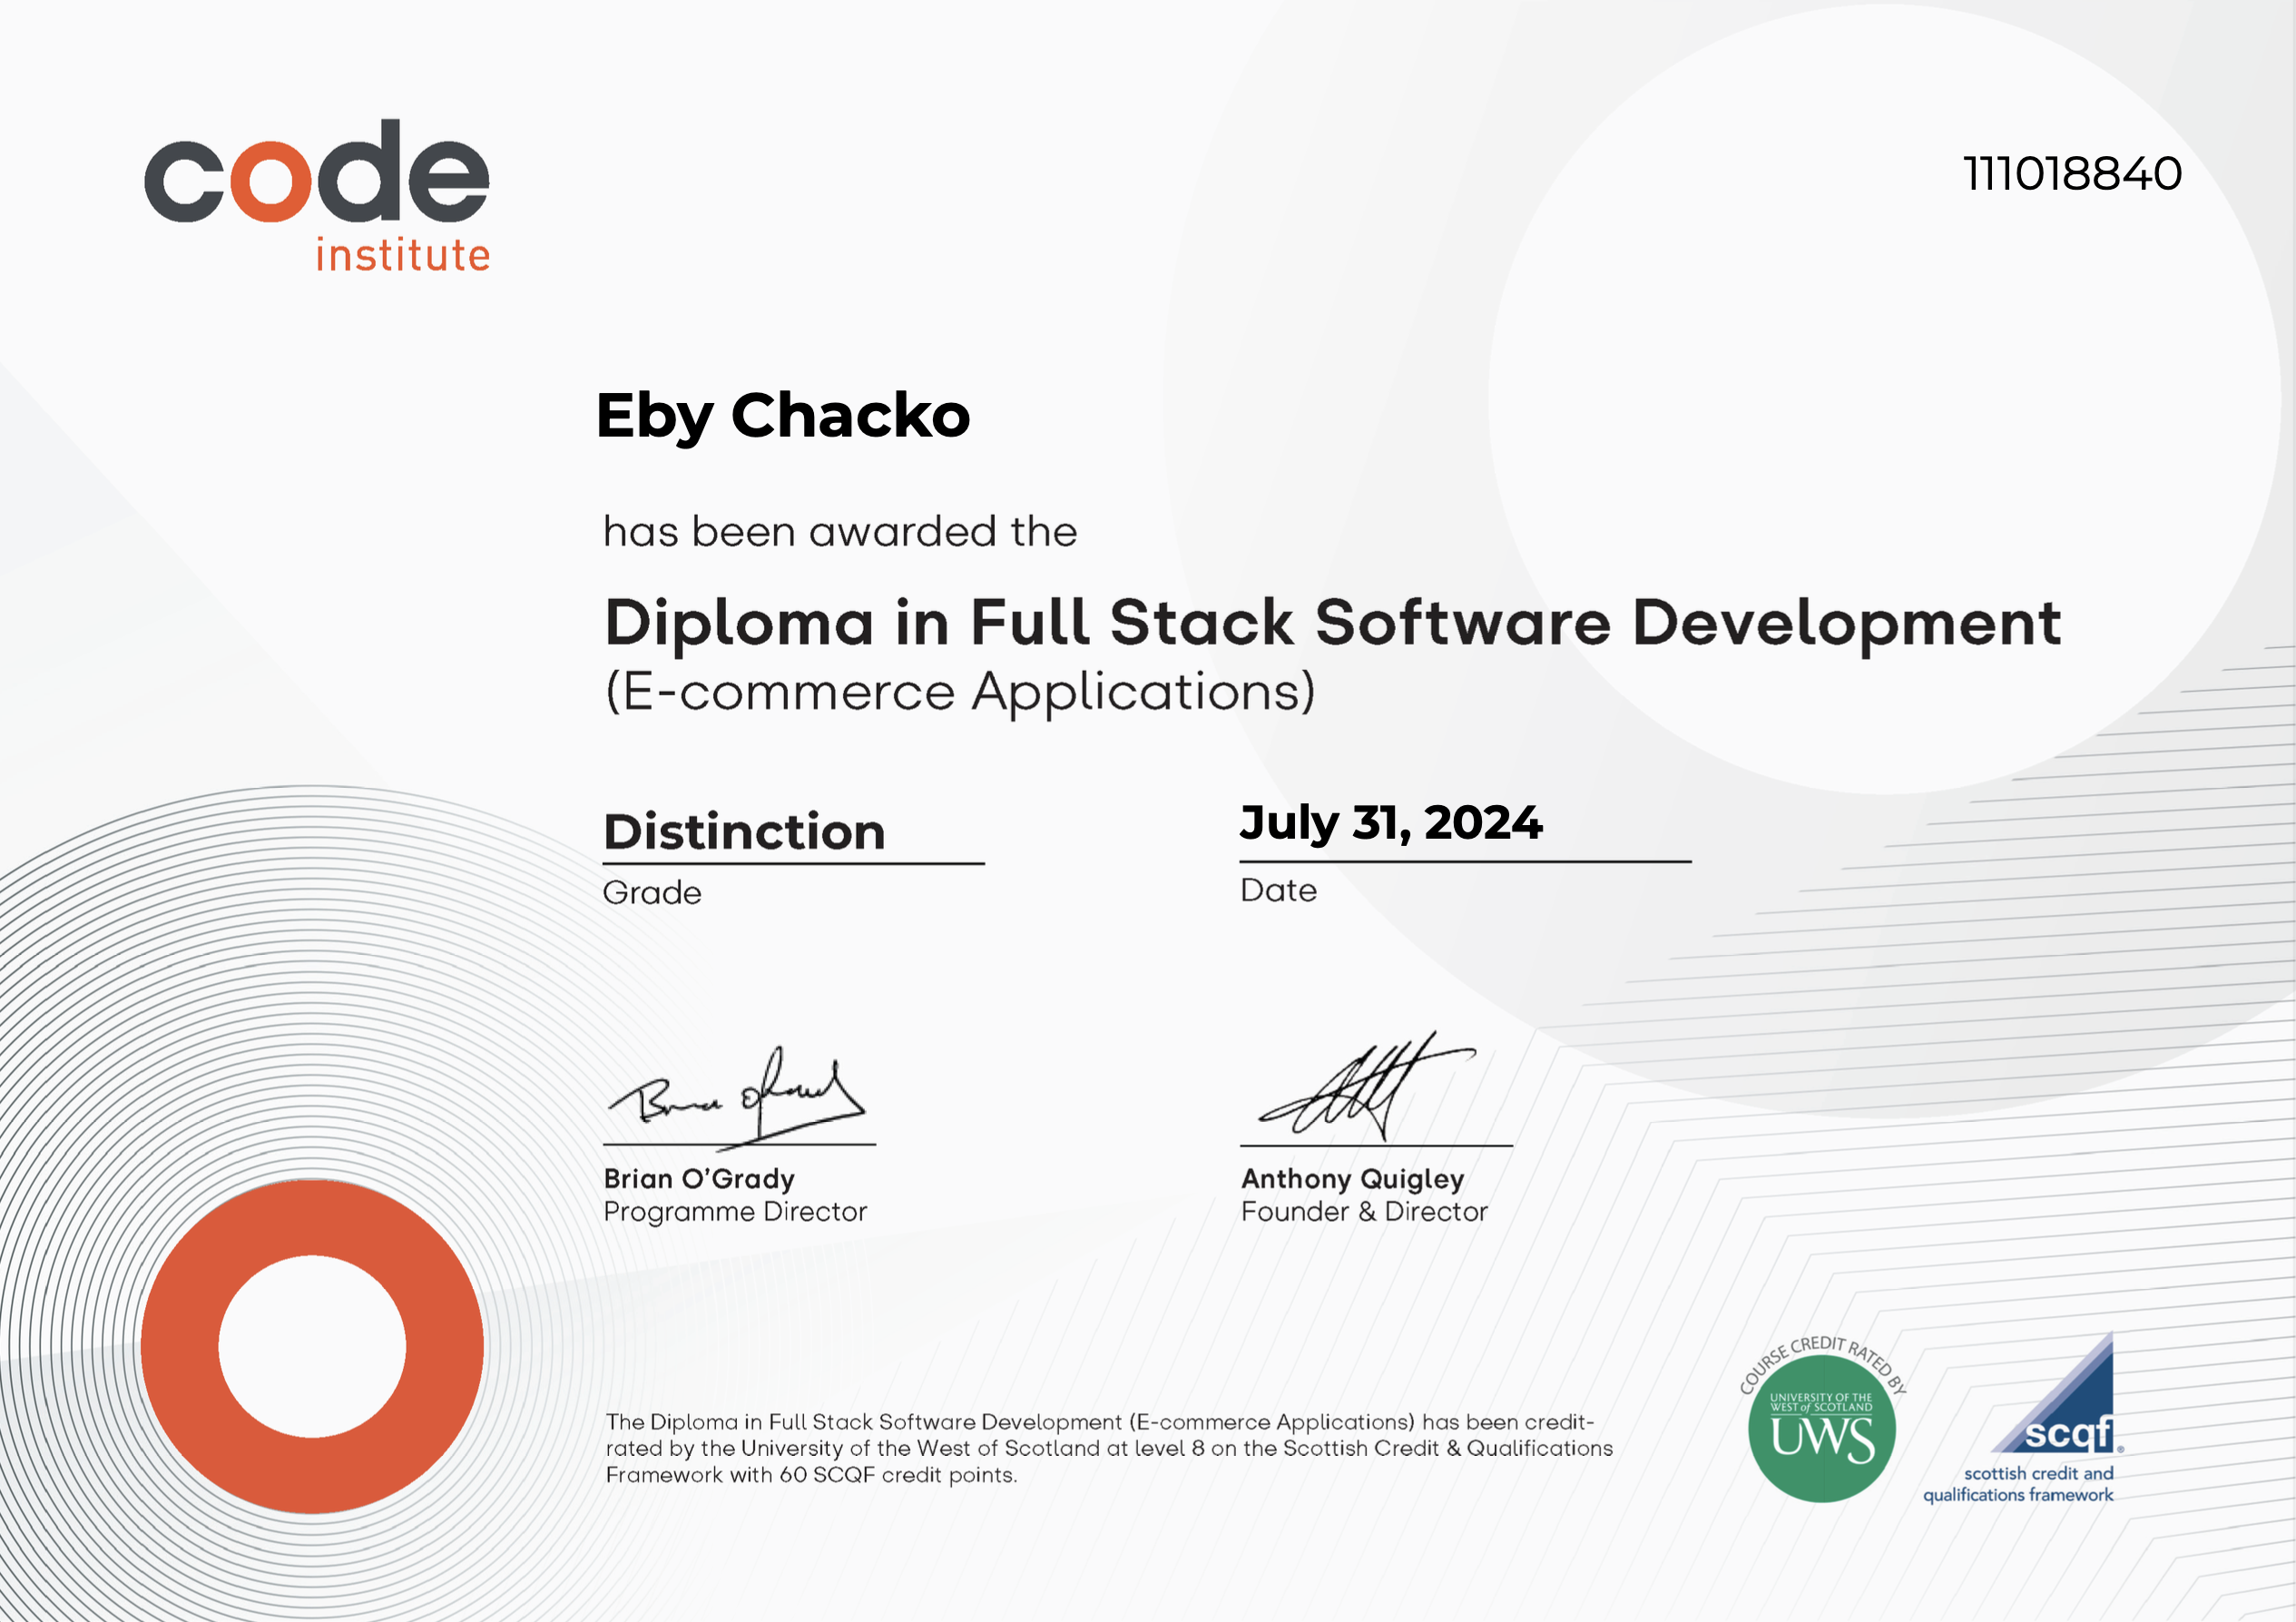 code
institute
111018840
Eby Chacko
has been awarded the
Diploma in Full Stack Software Development
(E-commerce Applications)
Distinction
Grade
July 31, 2024
Date
Brian O'Grady
Programme Director
Anthony Quigley
Founder & Director
The Diploma in Full Stack Software Development (E-commerce Applications) has been credit-
rated by the University of the West of Scotland at level 8 on the Scottish Credit & Qualifications
Framework with 60 SCQF credit points.
COURSE CREDIT RATED BY
UNIVERSITY OF THE
WEST of SCOTLAND
UWS
scqf
scottish credit and
qualifications framework